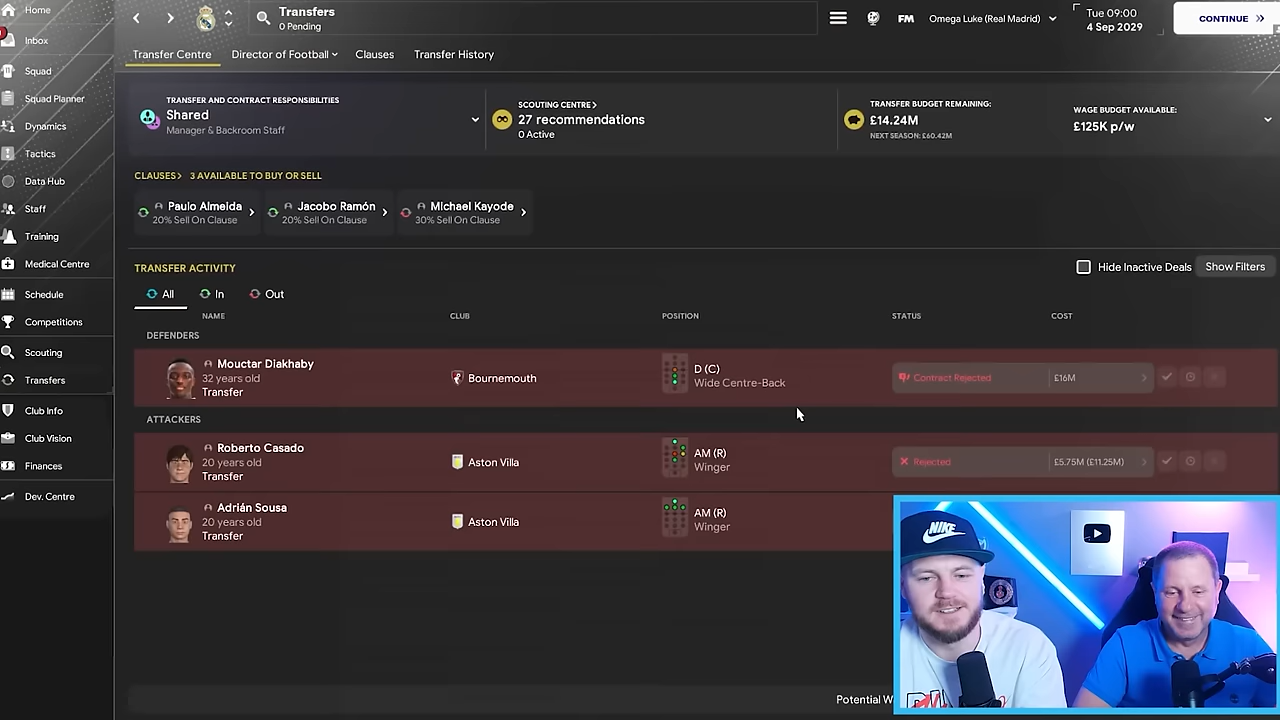 Home
Inbox
Squad
Squad Planner
Dynamics
Tactics
Data Hub
Staff
Training
Medical Centre
Schedule
Competitions
Scouting
Transfers
Club Info
Club Vision
Finances
Dev. Centre
Transfers
0 Pending
FM
Omega Luke (Real Madrid)
Tue 09:00
4 Sep 2029
CONTINUE
Transfer Centre
Director of Football
Clauses
Transfer History
TRANSFER AND CONTRACT RESPONSIBILITIES
Shared
Manager & Backroom Staff
SCOUTING CENTRE >
27 recommendations
0 Active
TRANSFER BUDGET REMAINING:
£14.24M
NEXT SEASON: £60.42M
WAGE BUDGET AVAILABLE:
£125K p/w
CLAUSES > 3 AVAILABLE TO BUY OR SELL
Paulo Almeida
20% Sell On Clause
Jacobo Ramón
20% Sell On Clause
Michael Kayode
30% Sell On Clause
TRANSFER ACTIVITY
Hide Inactive Deals
Show Filters
All
In
Out
NAME CLUB POSITION STATUS COST
DEFENDERS
Mouctar Diakhaby
32 years old
Transfer
Bournemouth
D (C)
Wide Centre-Back
Contract Rejected
£16M
ATTACKERS
Roberto Casado
20 years old
Transfer
Aston Villa
AM (R)
Winger
Rejected
£5.75M (£11.25M)
Adrián Sousa
20 years old
Transfer
Aston Villa
AM (R)
Winger
Potential W
NIKE